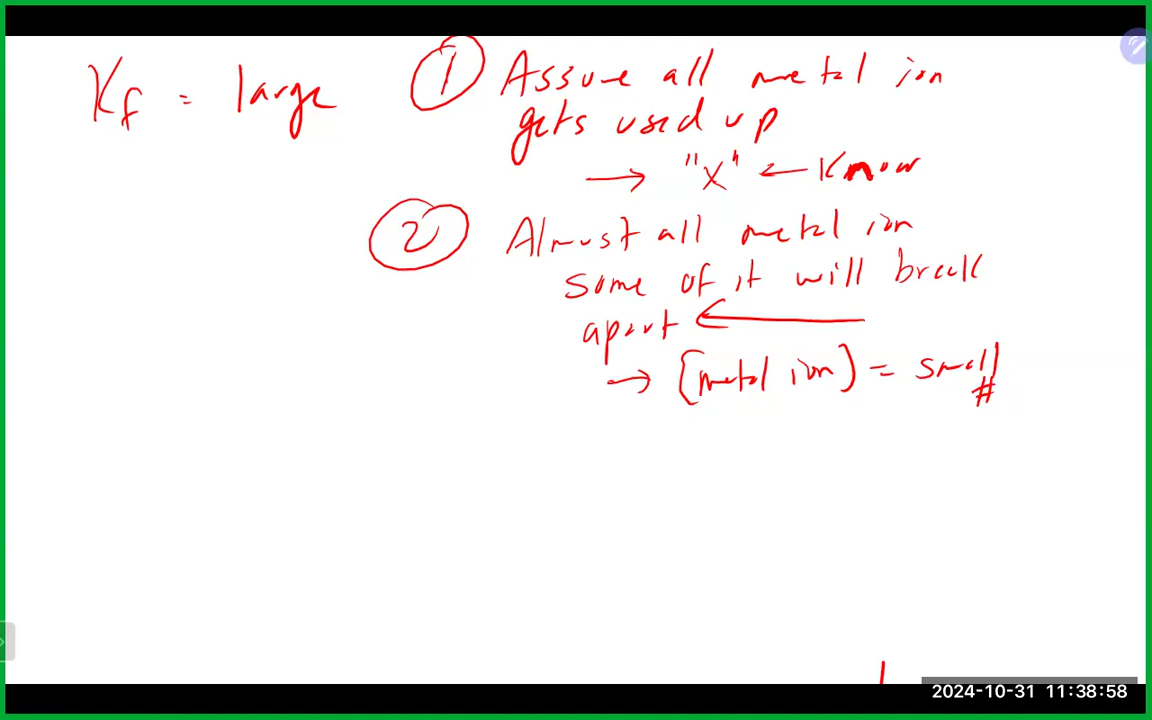 Kf = large
① Assume all metal ion
gets used up
→ "X" ← Know
② Almost all metal ion
some of it will break
apart ←
→ [metal ion] = small
#
2024-10-31 11:38:58